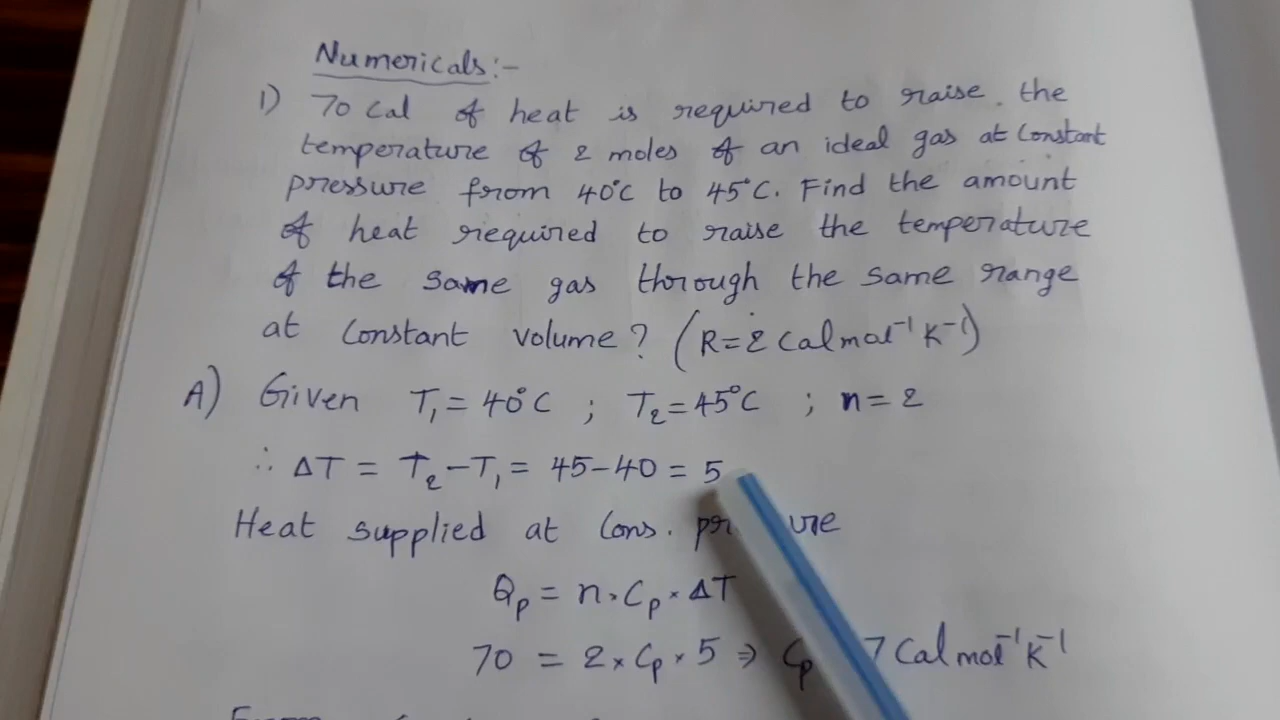 Numericals:-
1) 70 Cal of heat is required to raise the
temperature of 2 moles of an ideal gas at Constant
pressure from 40°C to 45°C. Find the amount
of heat required to raise the temperature
of the same gas through the same range
at Constant volume? (R=2 Cal mol⁻¹ K⁻¹)
A) Given T₁ = 40°C ; T₂ = 45°C ; n = 2
∴ ΔT = T₂ - T₁ = 45 - 40 = 5
Heat supplied at Cons.
Qp = n × Cp × ΔT
70 = 2 × Cp × 5 ⇒ Cp 7 Cal mol⁻¹ K⁻¹